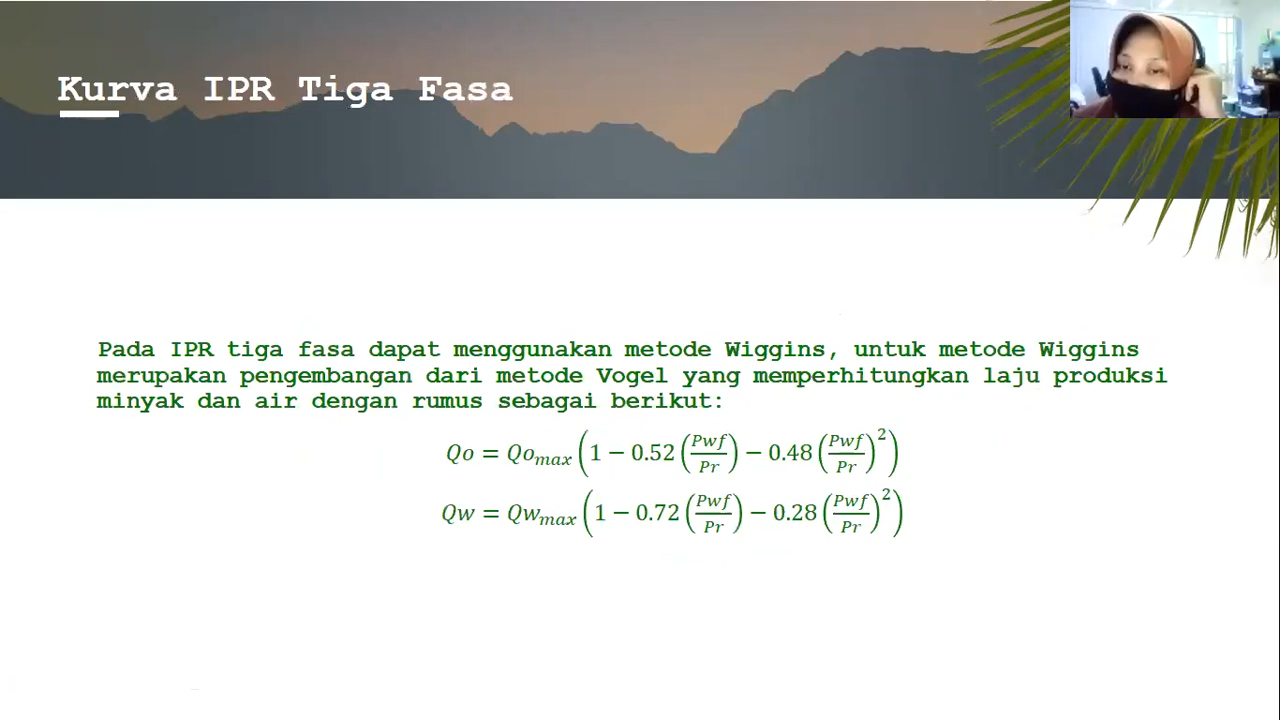 Kurva IPR Tiga Fasa
Pada IPR tiga fasa dapat menggunakan metode Wiggins, untuk metode Wiggins
merupakan pengembangan dari metode Vogel yang memperhitungkan laju produksi
minyak dan air dengan rumus sebagai berikut:
Qo = Qo_max (1 − 0.52 (Pwf/Pr) − 0.48 (Pwf/Pr)²)
Qw = Qw_max (1 − 0.72 (Pwf/Pr) − 0.28 (Pwf/Pr)²)